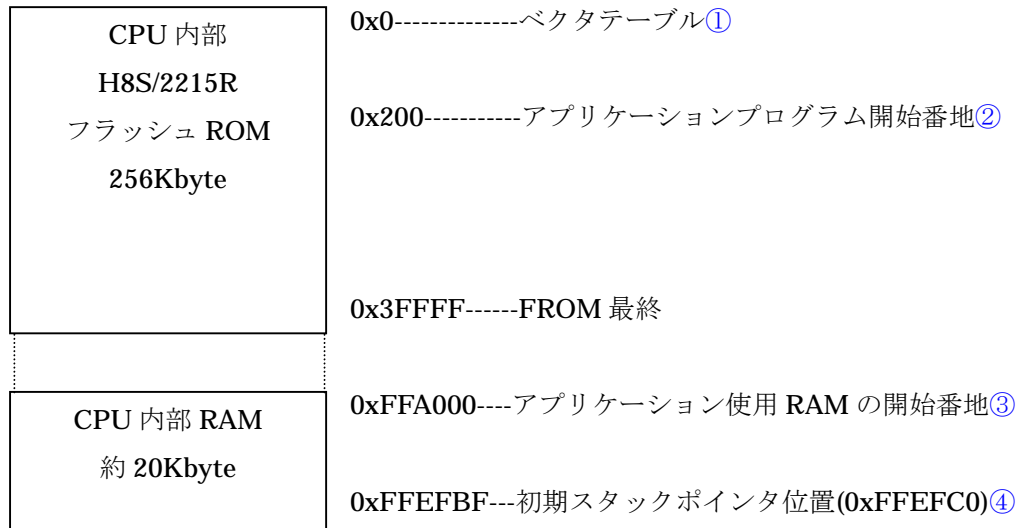 CPU 内部
H8S/2215R
フラッシュ ROM
256Kbyte
0x0--------------ベクタテーブル①
0x200-----------アプリケーションプログラム開始番地②
0x3FFFF------FROM 最終
CPU 内部 RAM
約 20Kbyte
0xFFA000----アプリケーション使用 RAM の開始番地③
0xFFEFBF---初期スタックポインタ位置(0xFFEFC0)④